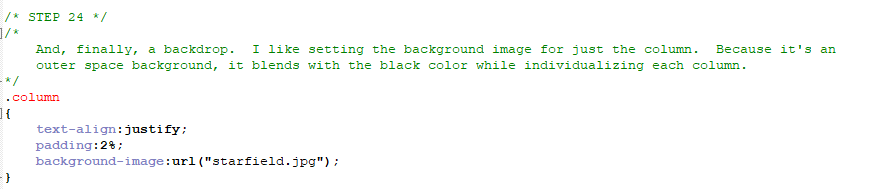 /* STEP 24 */
/*
And, finally, a backdrop.  I like setting the background image for just the column.  Because it's an
outer space background, it blends with the black color while individualizing each column.
*/
.column
{
text-align:justify;
padding:2%;
background-image:url("starfield.jpg");
}